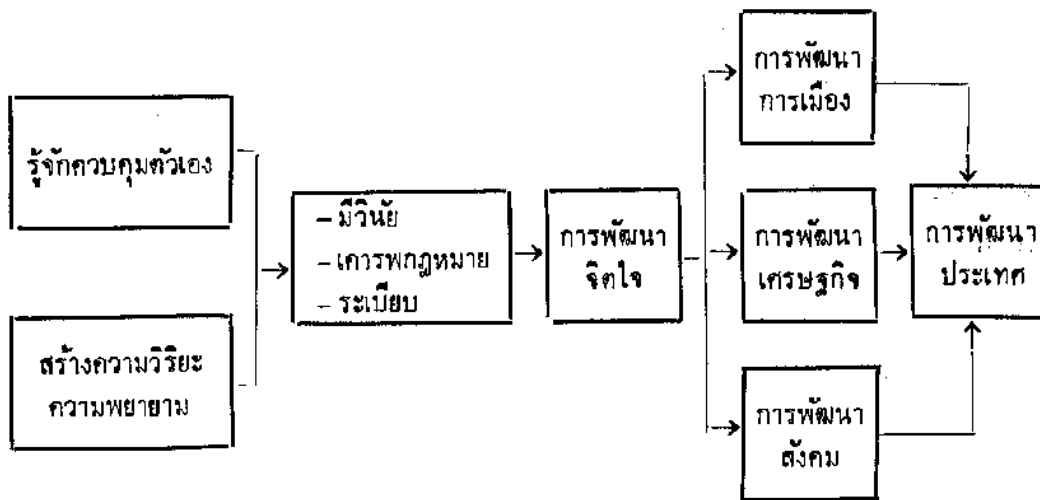 รู้จักควบคุมตัวเอง
สร้างความวิริยะ
ความพยายาม
– มีวินัย
– เคารพกฎหมาย
– ระเบียบ
การพัฒนา
จิตใจ
การพัฒนา
การเมือง
การพัฒนา
เศรษฐกิจ
การพัฒนา
สังคม
การพัฒนา
ประเทศ